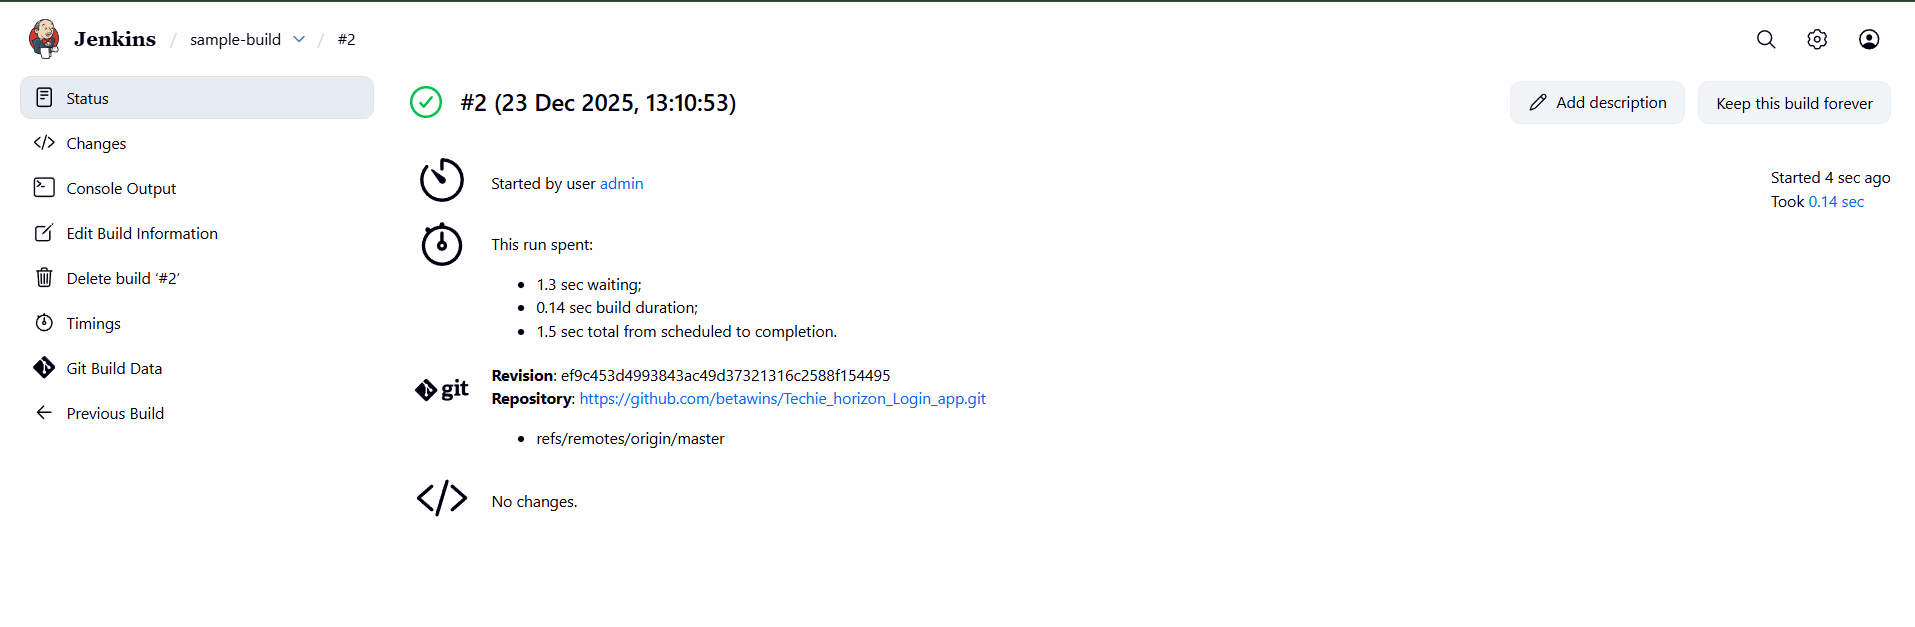 Jenkins / sample-build / #2
Status
Changes
Console Output
Edit Build Information
Delete build ‘#2’
Timings
Git Build Data
Previous Build
#2 (23 Dec 2025, 13:10:53)
Add description
Keep this build forever
Started by user admin
Started 4 sec ago
Took 0.14 sec
This run spent:
• 1.3 sec waiting;
• 0.14 sec build duration;
• 1.5 sec total from scheduled to completion.
git
Revision: ef9c453d4993843ac49d37321316c2588f154495
Repository: https://github.com/betawins/Techie_horizon_Login_app.git
• refs/remotes/origin/master
No changes.